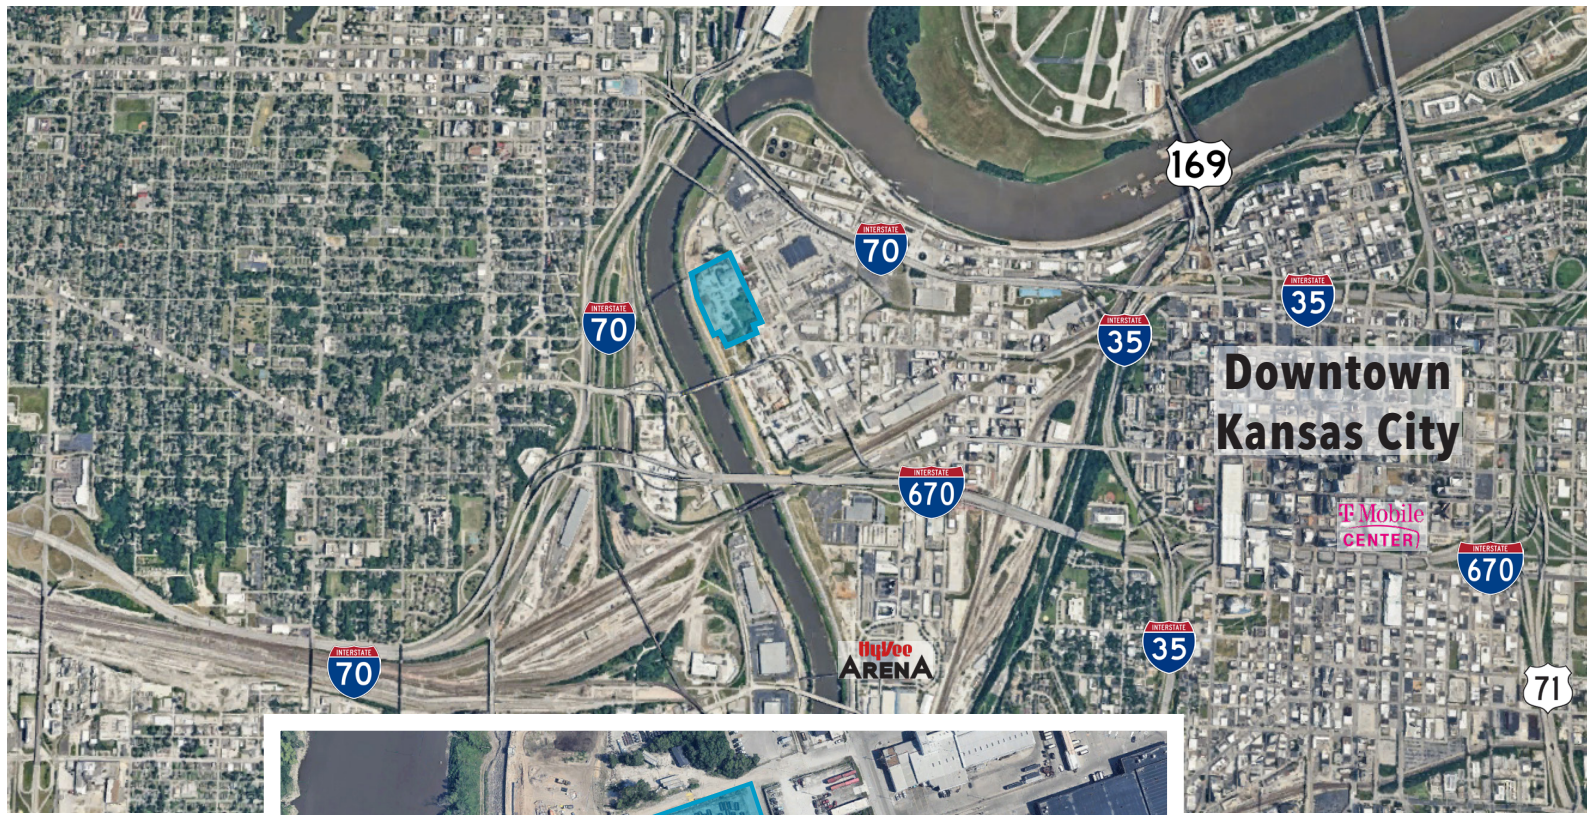 169
INTERSTATE
70
INTERSTATE
35
INTERSTATE
70
INTERSTATE
35
Downtown
Kansas City
INTERSTATE
670
T Mobile
CENTER)
INTERSTATE
670
INTERSTATE
35
HyVee
ARENA
INTERSTATE
70
71